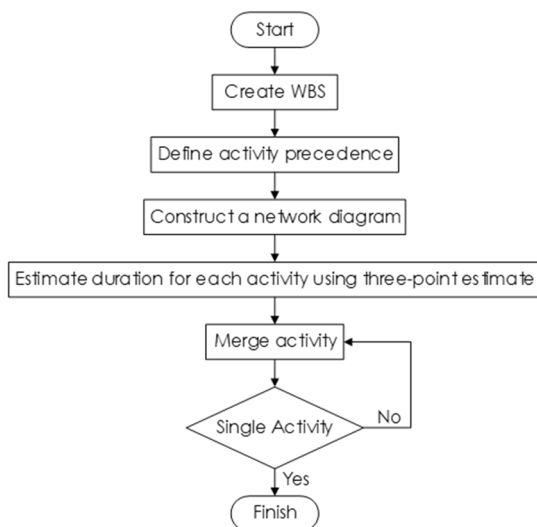 Start
Create WBS
Define activity precedence
Construct a network diagram
Estimate duration for each activity using three-point estimate
Merge activity
Single Activity
No
Yes
Finish